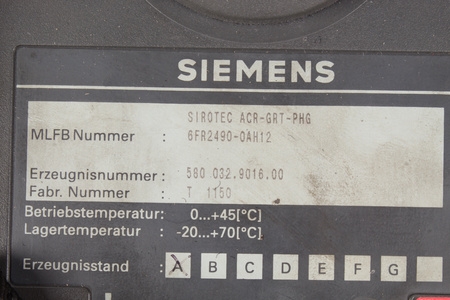 SIEMENS
SIROTEC ACR-GRT-PHG
MLFB Nummer : 6FR2490-0AH12
Erzeugnisnummer : 580 032.9016.00
Fabr. Nummer : T 1150
Betriebstemperatur: 0...+45[°C]
Lagertemperatur : -20...+70[°C]
Erzeugnisstand : A B C D E F G